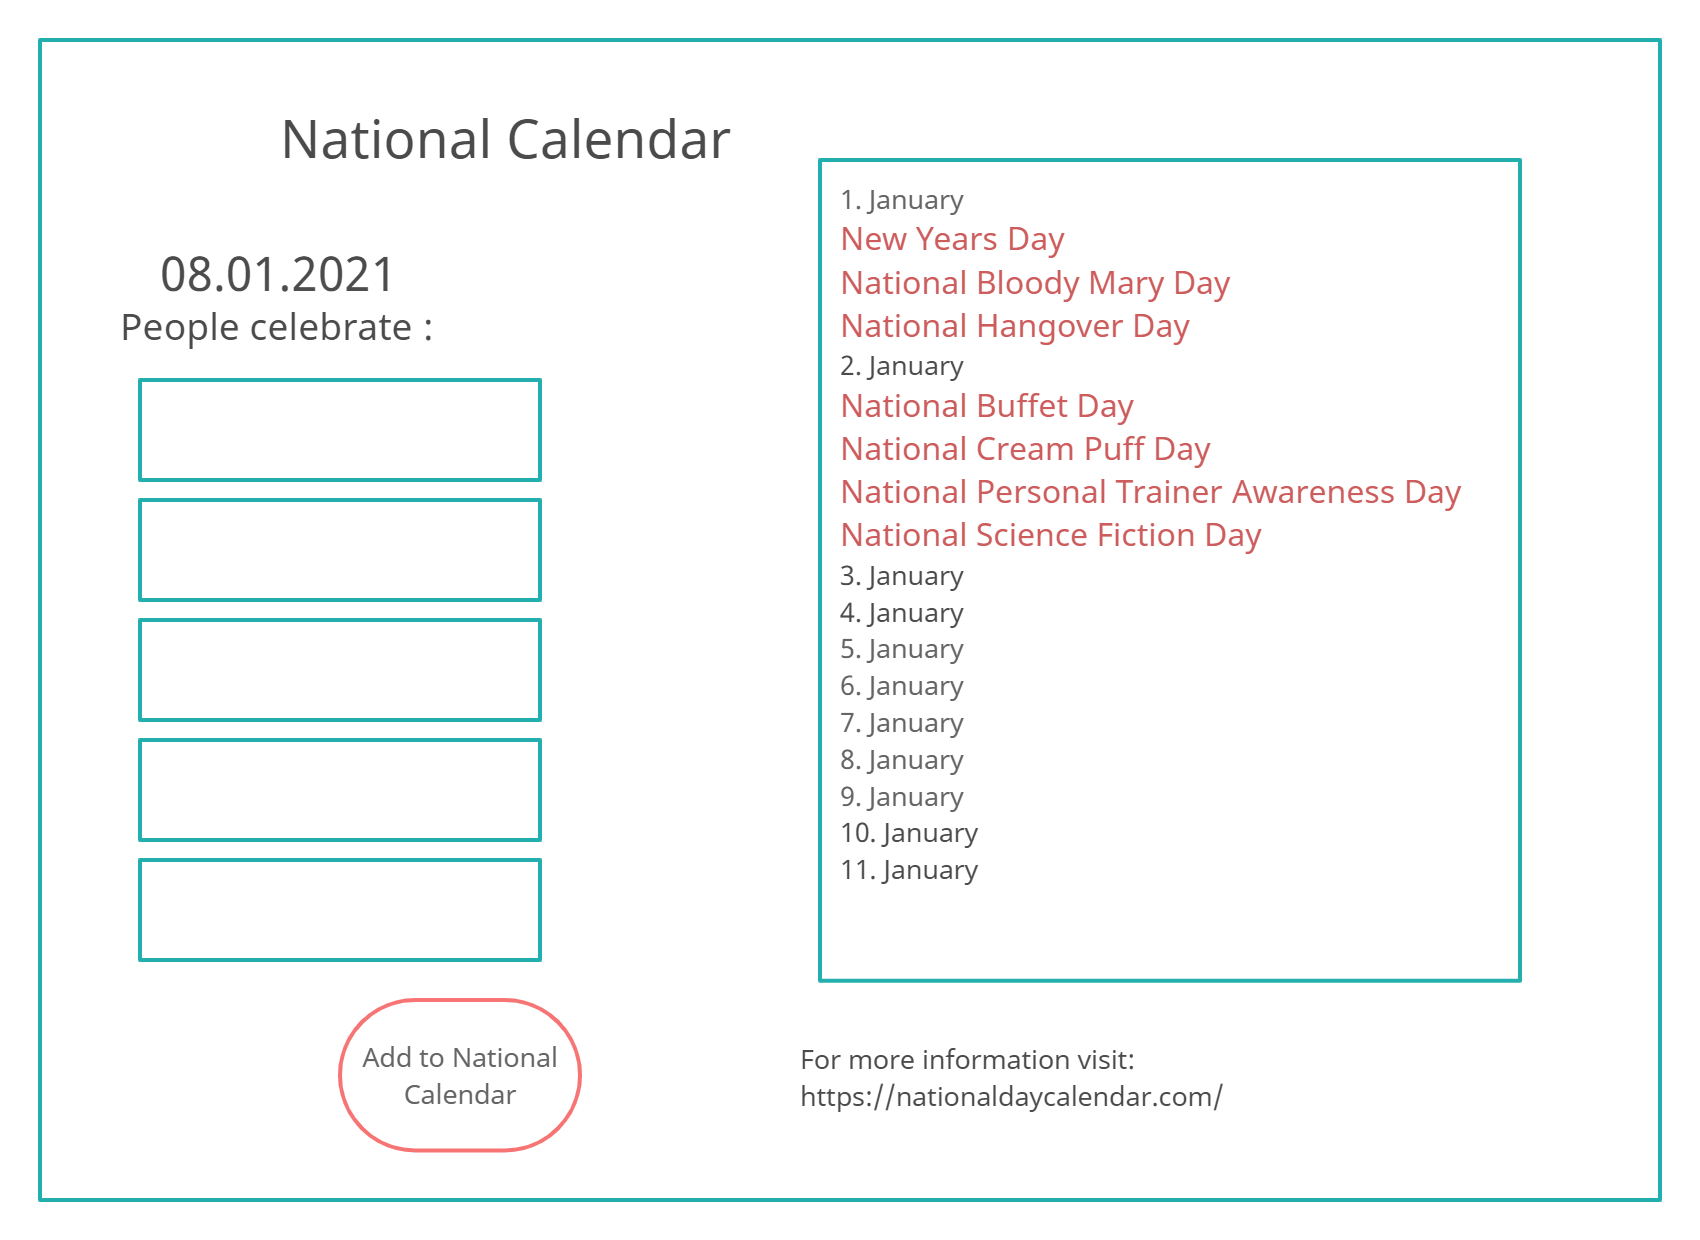 National Calendar
08.01.2021
People celebrate :
Add to National
Calendar
1. January
New Years Day
National Bloody Mary Day
National Hangover Day
2. January
National Buffet Day
National Cream Puff Day
National Personal Trainer Awareness Day
National Science Fiction Day
3. January
4. January
5. January
6. January
7. January
8. January
9. January
10. January
11. January
For more information visit:
https://nationaldaycalendar.com/